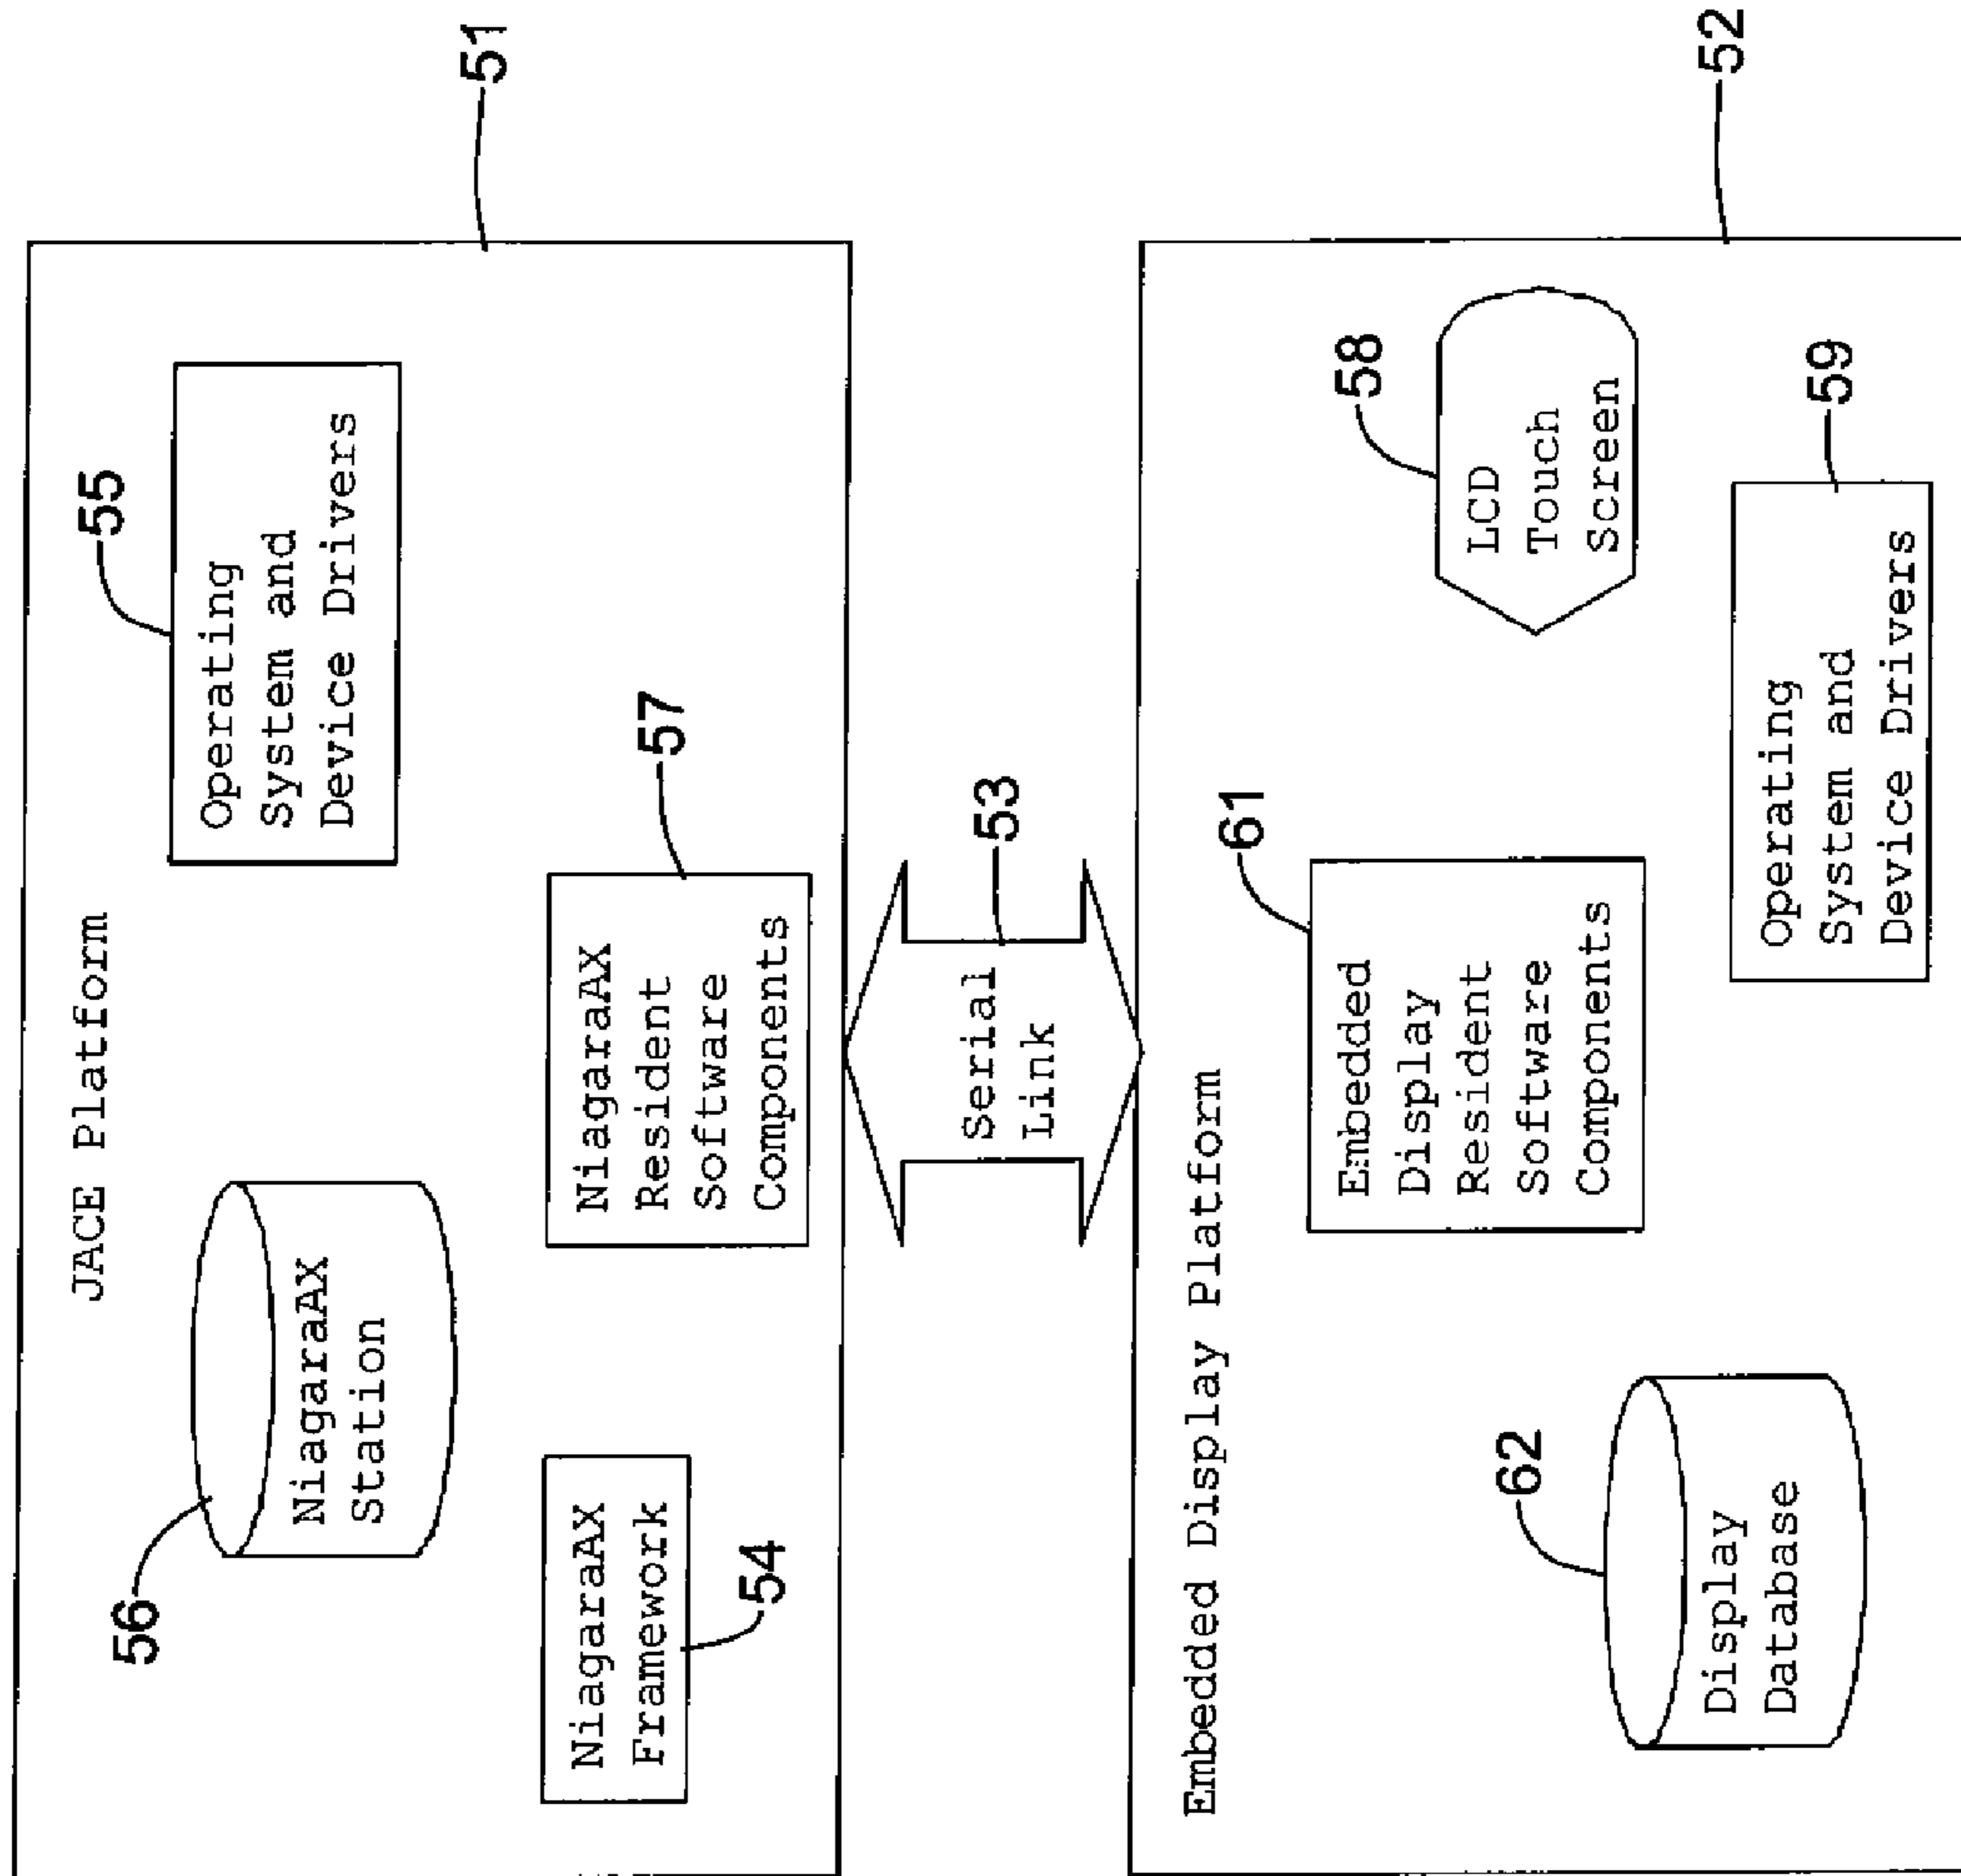 JACE Platform
51
56
NiagaraAX
Station
55
Operating
System and
Device Drivers
NiagaraAX
Framework
54
57
NiagaraAX
Resident
Software
Components
Serial
Link
53
Embedded Display Platform
52
61
Embedded
Display
Resident
Software
Components
58
LCD
Touch
Screen
62
Display
Database
59
Operating
System and
Device Drivers